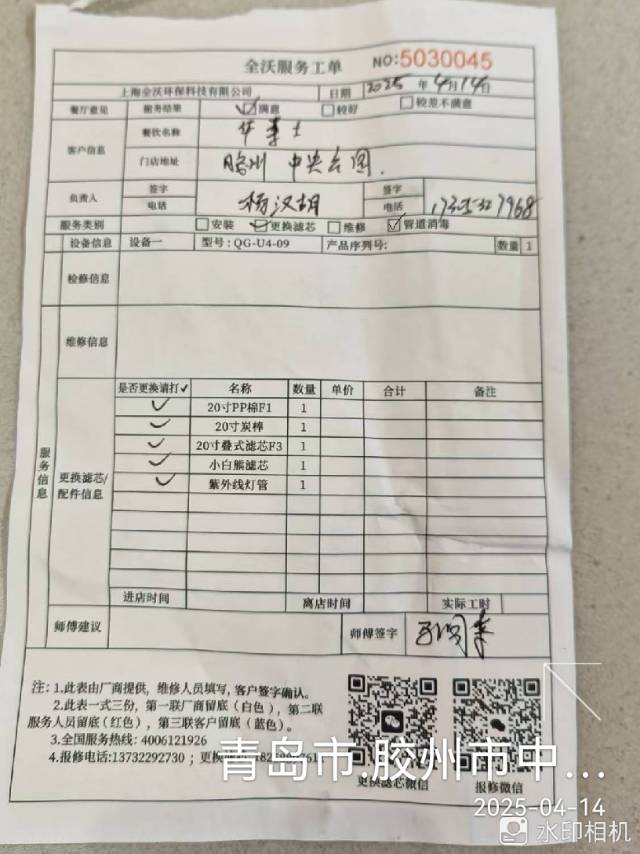 全沃服务工单 NO:5030045
上海全沃环保科技有限公司 日期 2025 年 4月14日
餐厅意见 服务结果 ☑满意 □较好 □较差不满意
客户信息 餐饮名称 华莱士
门店地址 胶州 中央公园
负责人 签字 电话 杨汉胡 签字 电话
服务类别 □安装 ☑更换滤芯 □维修 ☑管道消毒
设备信息 设备一 型号:QG-U4-09 产品序列号: 数量 1
检修信息
维修信息
服务信息
更换滤芯/配件信息
是否更换请打✓ 名称 数量 单价 合计 备注
✓ 20寸PP棉F1 1
✓ 20寸炭棒 1
✓ 20寸叠式滤芯F3 1
✓ 小白熊滤芯 1
✓ 紫外线灯管 1
进店时间 离店时间 实际工时
师傅建议 师傅签字
注:1.此表由厂商提供，维修人员填写，客户签字确认。
2.此表一式三份，第一联厂商留底(白色)，第二联
服务人员留底(红色)，第三联客户留底(蓝色)。
3.全国服务热线: 4006121926
4.报修电话:13732292730 ; 更换
更换滤芯微信 报修微信
青岛市.胶州市中...
2025-04-14
水印相机